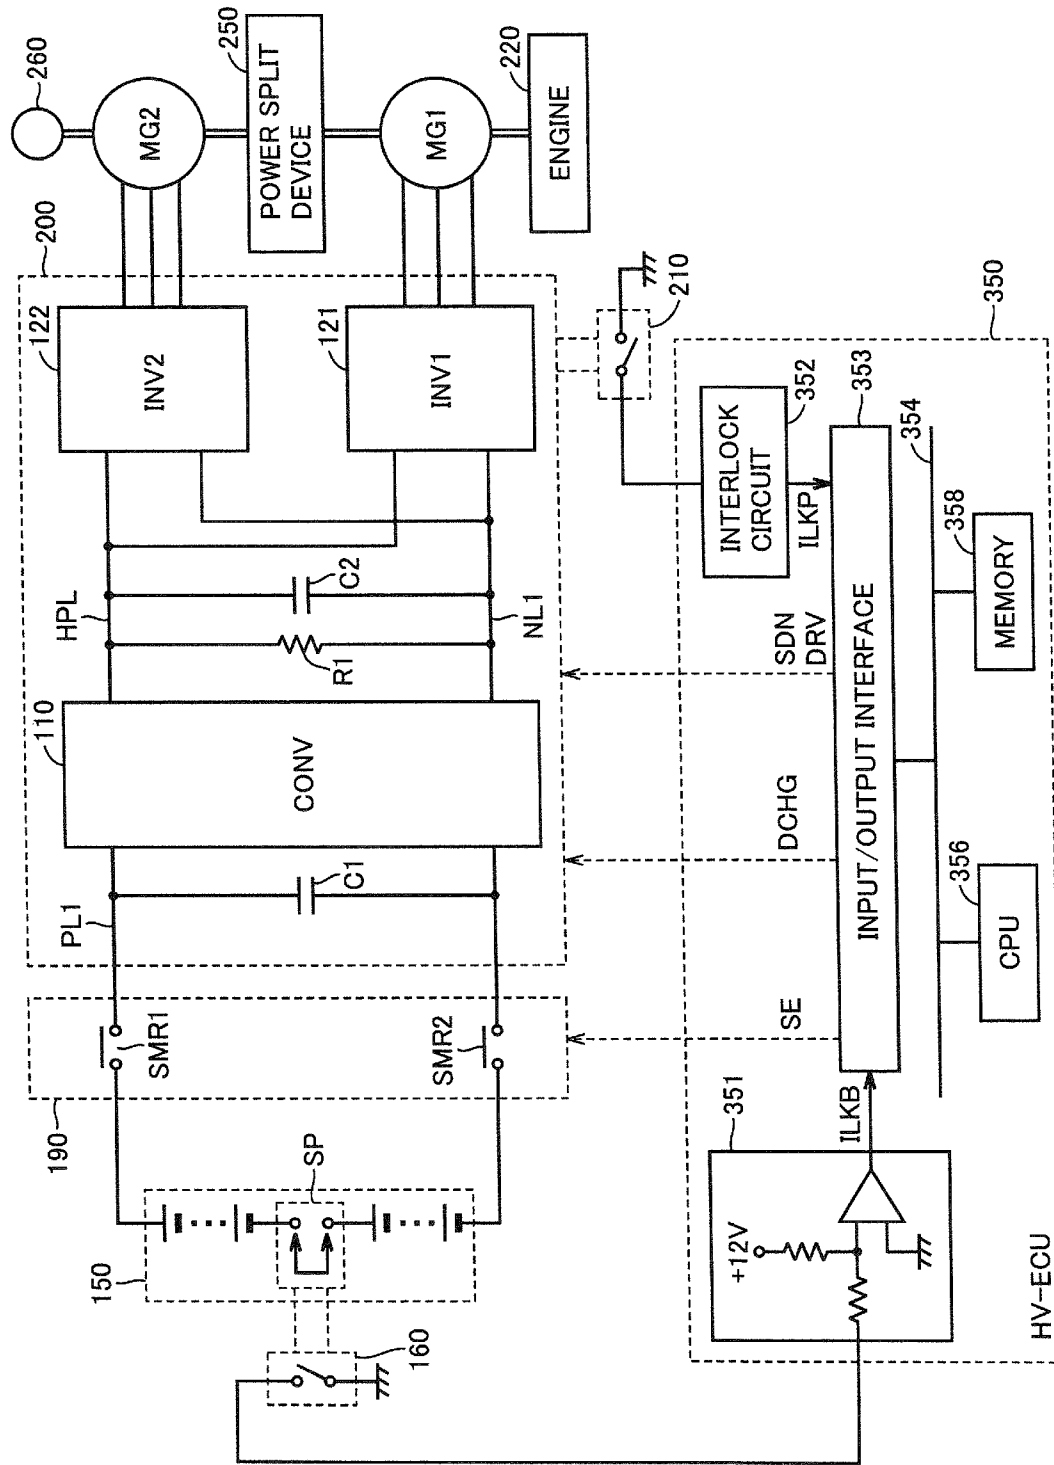 260
MG2
250
POWER SPLIT
DEVICE
MG1
220
ENGINE
200
122
INV2
121
INV1
210
HPL
C2
R1
NL1
110
CONV
PL1
C1
SMR1
SMR2
190
SP
150
160
350
352
INTERLOCK
CIRCUIT
ILKP
353
354
INPUT/OUTPUT INTERFACE
358
MEMORY
356
CPU
SDN
DRV
DCHG
SE
ILKB
351
+12V
HV-ECU